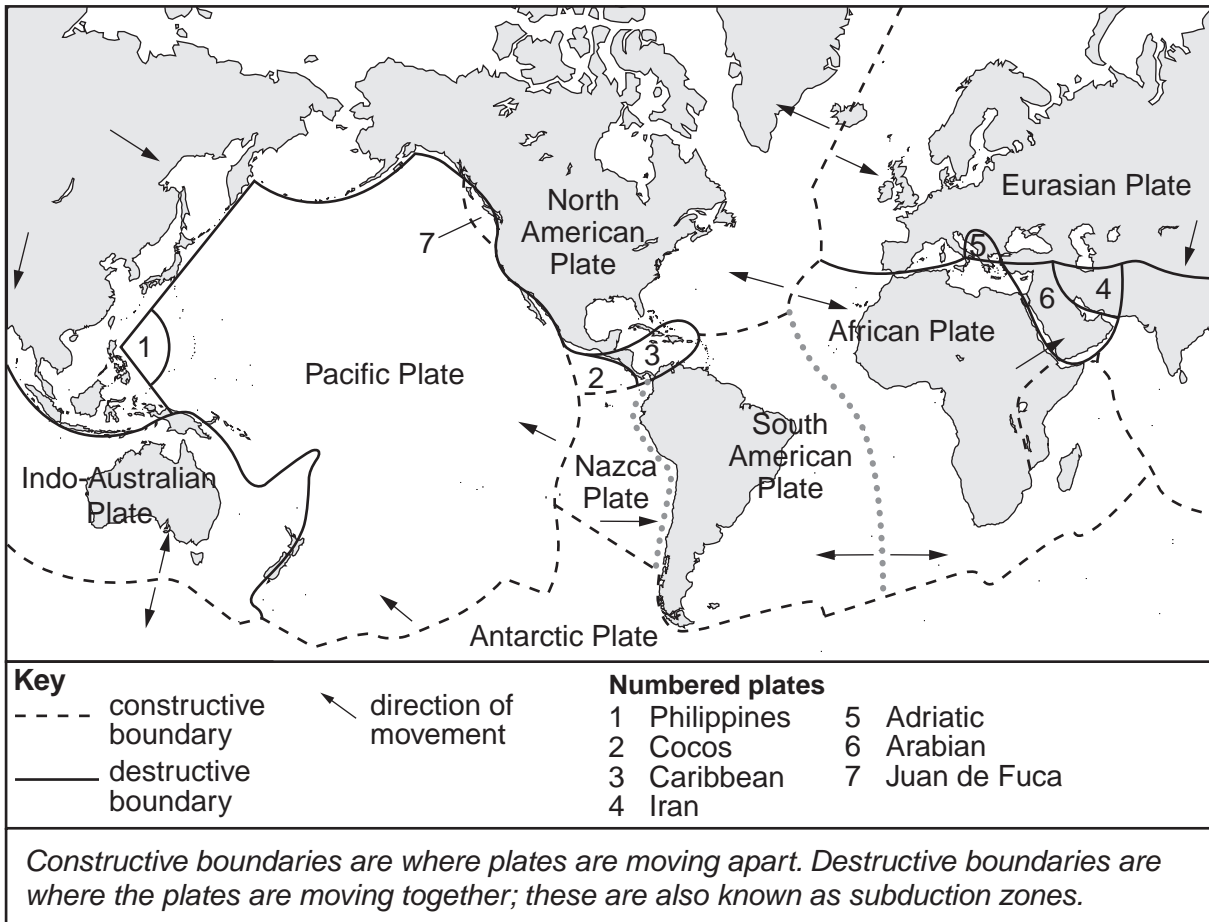 North
American
Plate
Eurasian Plate
7
5
6
4
African Plate
1
3
2
Pacific Plate
South
American
Plate
Nazca
Plate
Indo-Australian
Plate
Antarctic Plate
Key
constructive
boundary
destructive
boundary
direction of
movement
Numbered plates
1 Philippines
2 Cocos
3 Caribbean
4 Iran
5 Adriatic
6 Arabian
7 Juan de Fuca
Constructive boundaries are where plates are moving apart. Destructive boundaries are
where the plates are moving together; these are also known as subduction zones.